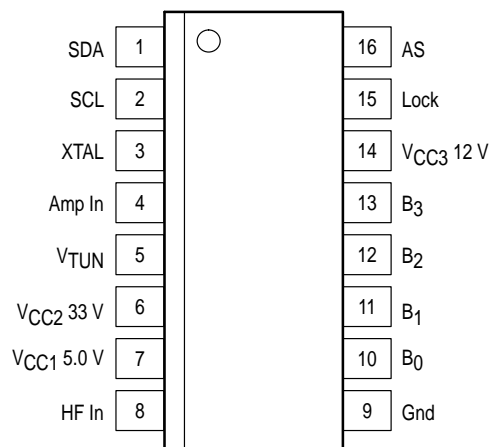 SDA 1 16 AS
SCL 2 15 Lock
XTAL 3 14 VCC3 12 V
Amp In 4 13 B3
VTUN 5 12 B2
VCC2 33 V 6 11 B1
VCC1 5.0 V 7 10 B0
HF In 8 9 Gnd